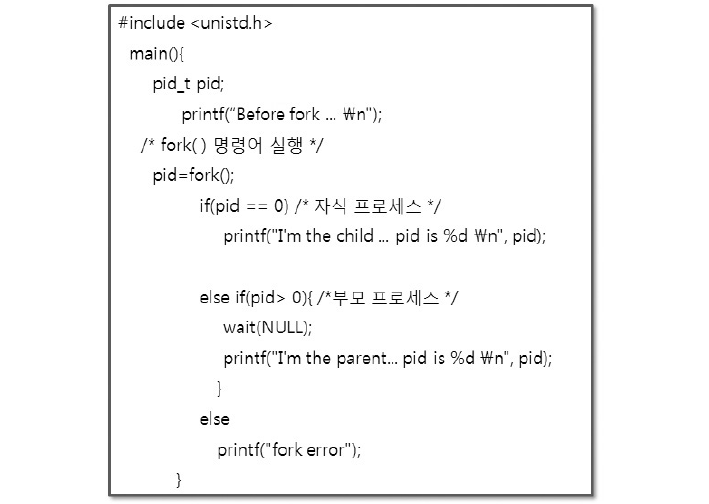 #include <unistd.h>
main(){
pid_t pid;
printf(“Before fork ... ₩n");
/* fork( ) 명령어 실행 */
pid=fork();
if(pid == 0) /* 자식 프로세스 */
printf("I'm the child ... pid is %d ₩n", pid);
else if(pid> 0){ /*부모 프로세스 */
wait(NULL);
printf("I'm the parent... pid is %d ₩n", pid);
}
else
printf("fork error");
}